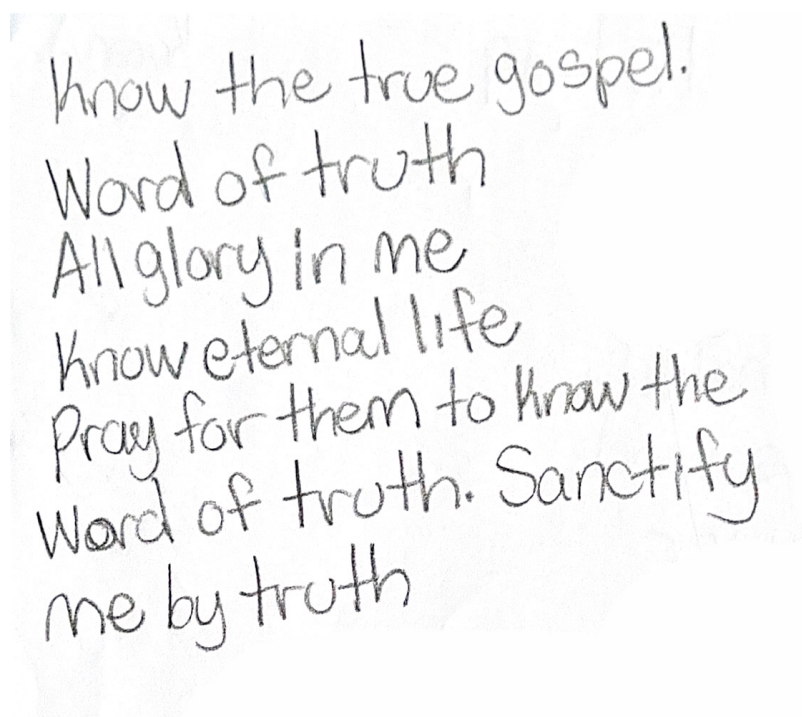 Know the true gospel.
Word of truth
All glory in me
Know eternal life
Pray for them to know the
Word of truth. Sanctify
me by truth